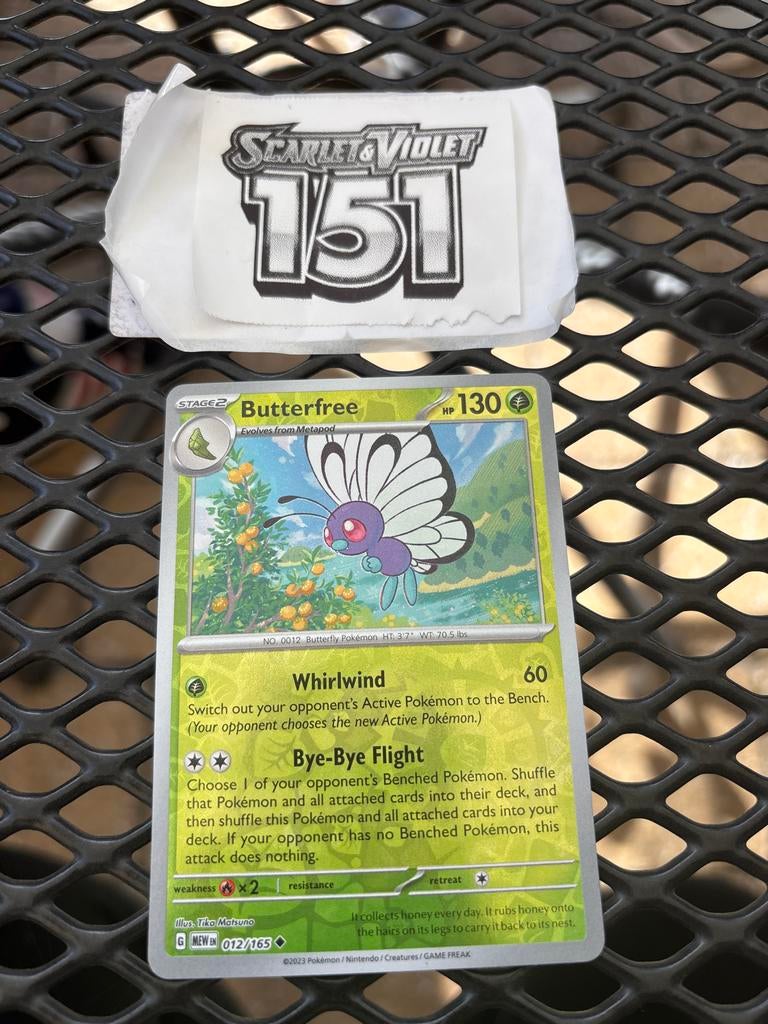 SCARLET & VIOLET
151
STAGE 2 Butterfree HP 130
Evolves from Metapod
NO. 0012 Butterfly Pokémon HT: 3'7" WT: 70.5 lbs
Whirlwind 60
Switch out your opponent's Active Pokémon to the Bench.
(Your opponent chooses the new Active Pokémon.)
Bye-Bye Flight
Choose 1 of your opponent's Benched Pokémon. Shuffle
that Pokémon and all attached cards into their deck, and
then shuffle this Pokémon and all attached cards into your
deck. If your opponent has no Benched Pokémon, this
attack does nothing.
weakness ×2 resistance retreat
Illus. Tika Matsuno
It collects honey every day. It rubs honey onto
the hairs on its legs to carry it back to its nest.
G MEW EN 012/165
©2023 Pokémon / Nintendo / Creatures / GAME FREAK